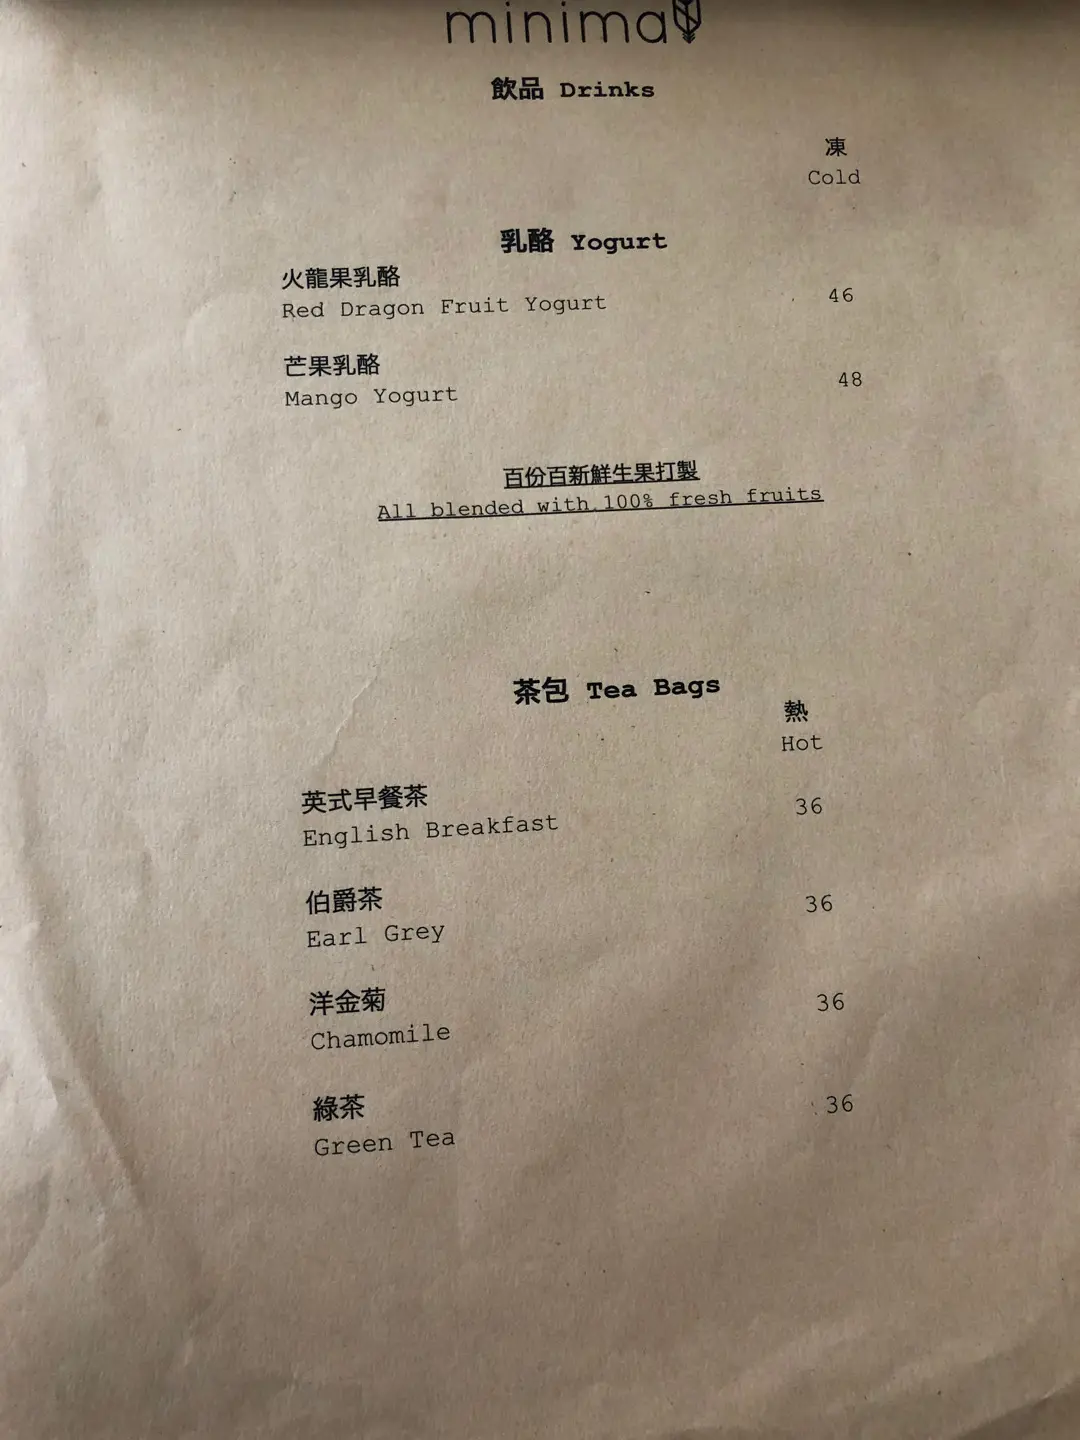 minima
飲品 Drinks
凍
Cold
乳酪 Yogurt
火龍果乳酪
Red Dragon Fruit Yogurt
46
芒果乳酪
Mango Yogurt
48
百份百新鮮生果打製
All blended with 100% fresh fruits
茶包 Tea Bags
熱
Hot
英式早餐茶
English Breakfast
36
伯爵茶
Earl Grey
36
洋金菊
Chamomile
36
綠茶
Green Tea
36